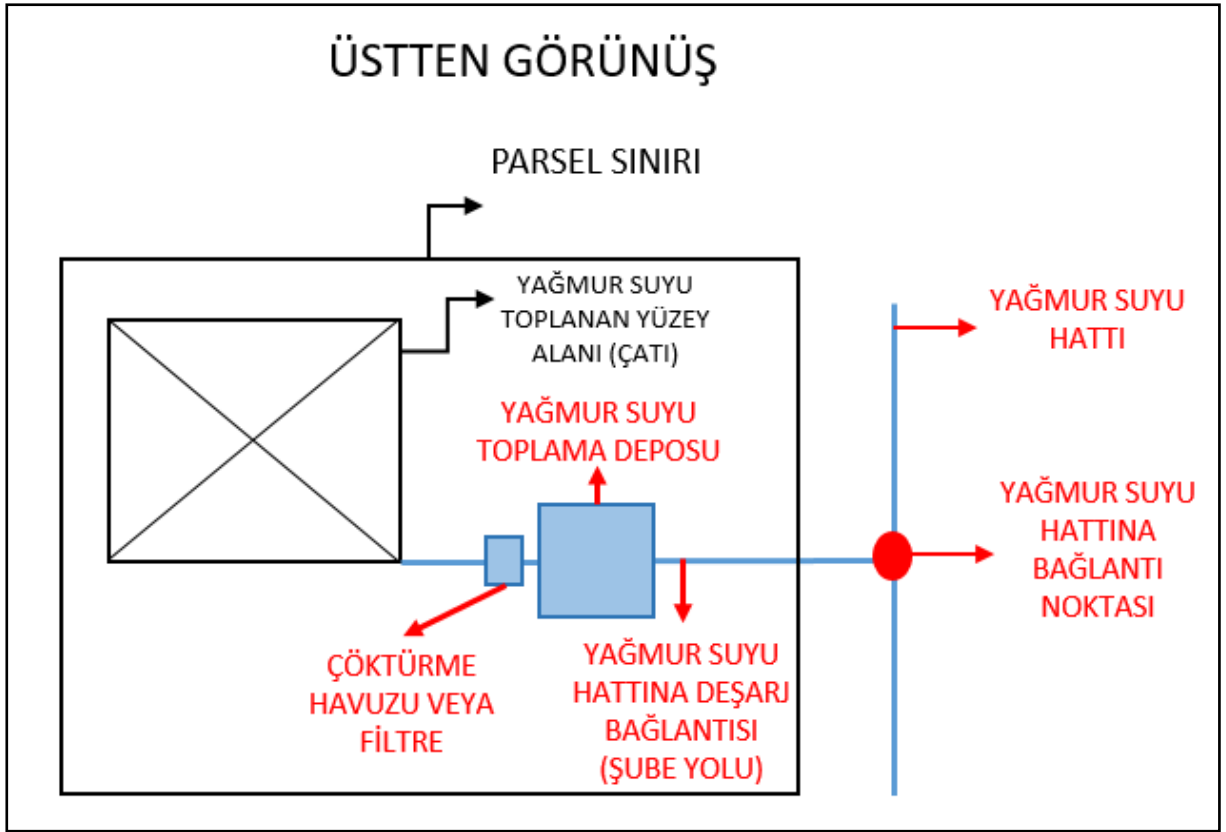 ÜSTTEN GÖRÜNÜŞ
PARSEL SINIRI
YAĞMUR SUYU
TOPLANAN YÜZEY
ALANI (ÇATI)
YAĞMUR SUYU
HATTI
YAĞMUR SUYU
TOPLAMA DEPOSU
YAĞMUR SUYU
HATTINA
BAĞLANTI
NOKTASI
ÇÖKTÜRME
HAVUZU VEYA
FİLTRE
YAĞMUR SUYU
HATTINA DEŞARJ
BAĞLANTISI
(ŞUBE YOLU)